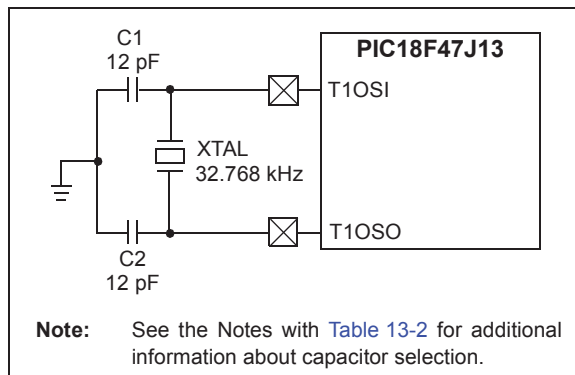 C1
12 pF
PIC18F47J13
T1OSI
XTAL
32.768 kHz
T1OSO
C2
12 pF
Note: See the Notes with Table 13-2 for additional
information about capacitor selection.